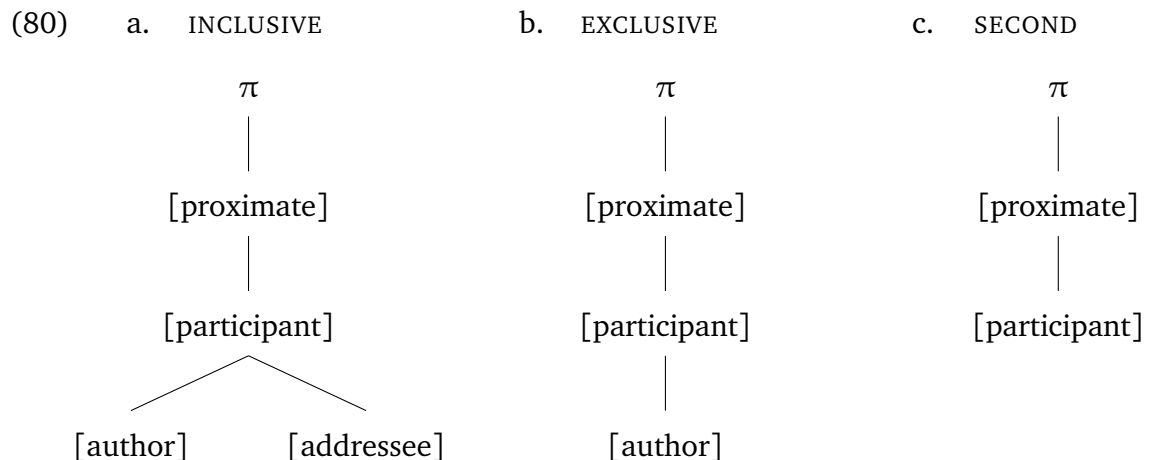 (80) a. INCLUSIVE b. EXCLUSIVE c. SECOND
π π π
[proximate] [proximate] [proximate]
[participant] [participant] [participant]
[author] [addressee] [author]